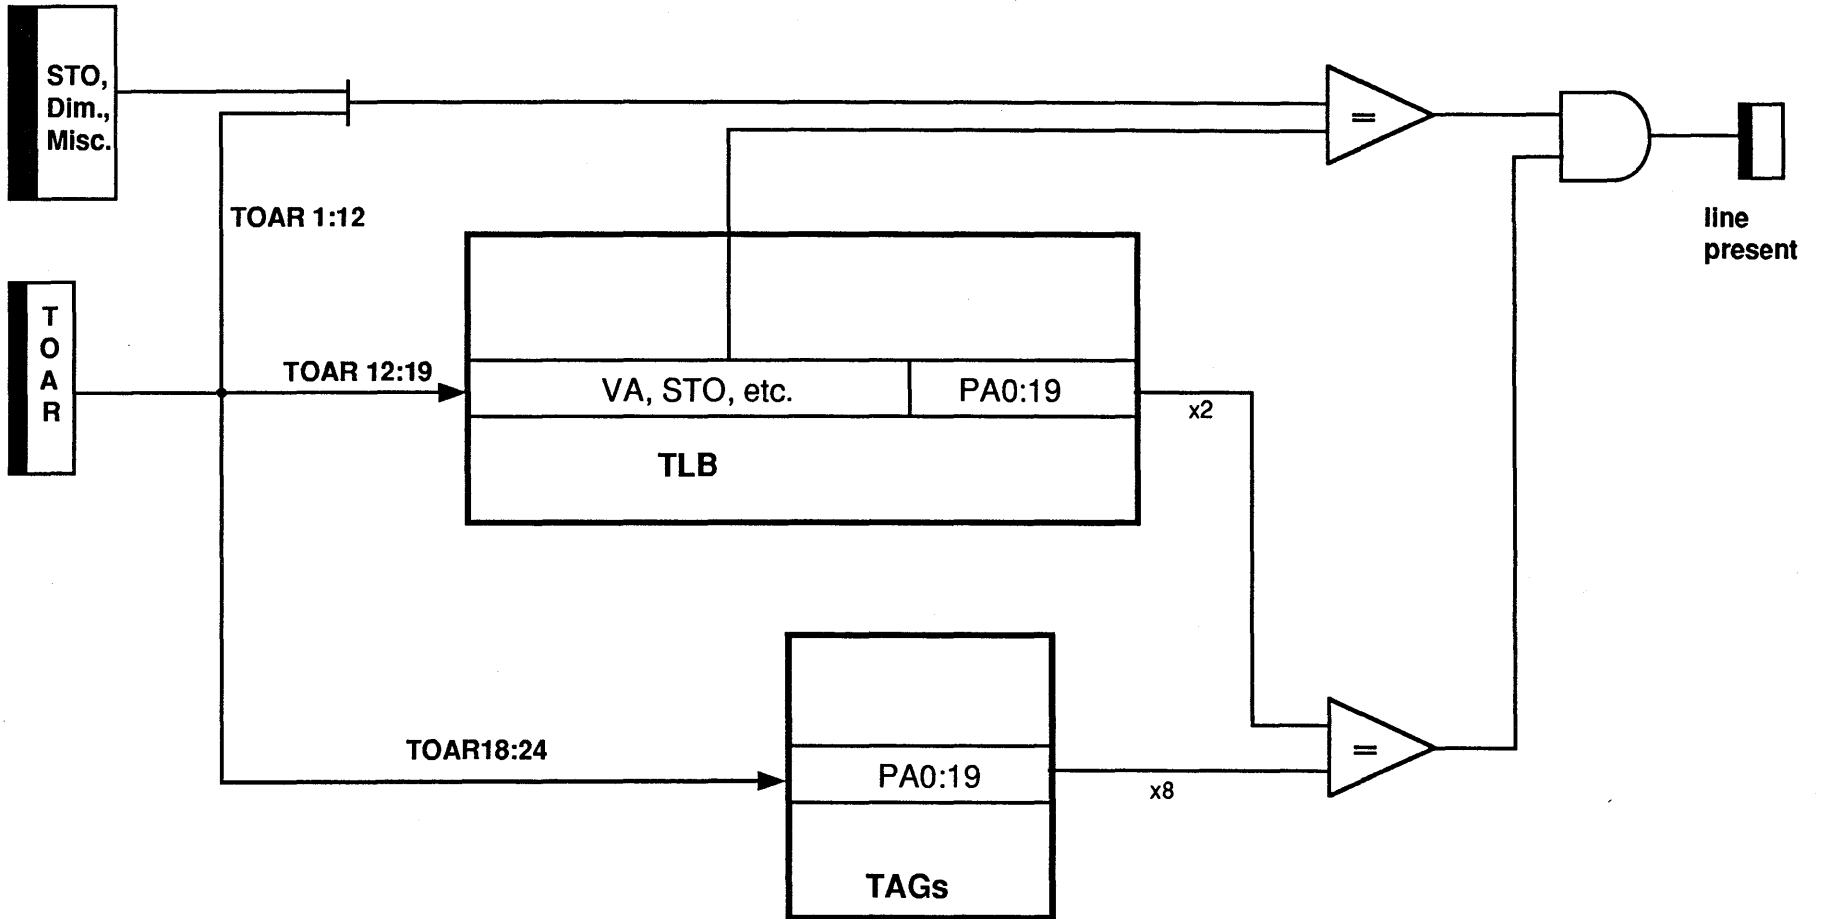 STO,
Dim.,
Misc.
=
line
present
TOAR 1:12
T
O
A
R
TOAR 12:19
VA, STO, etc.
PA0:19
x2
TLB
TOAR18:24
PA0:19
x8
=
TAGs